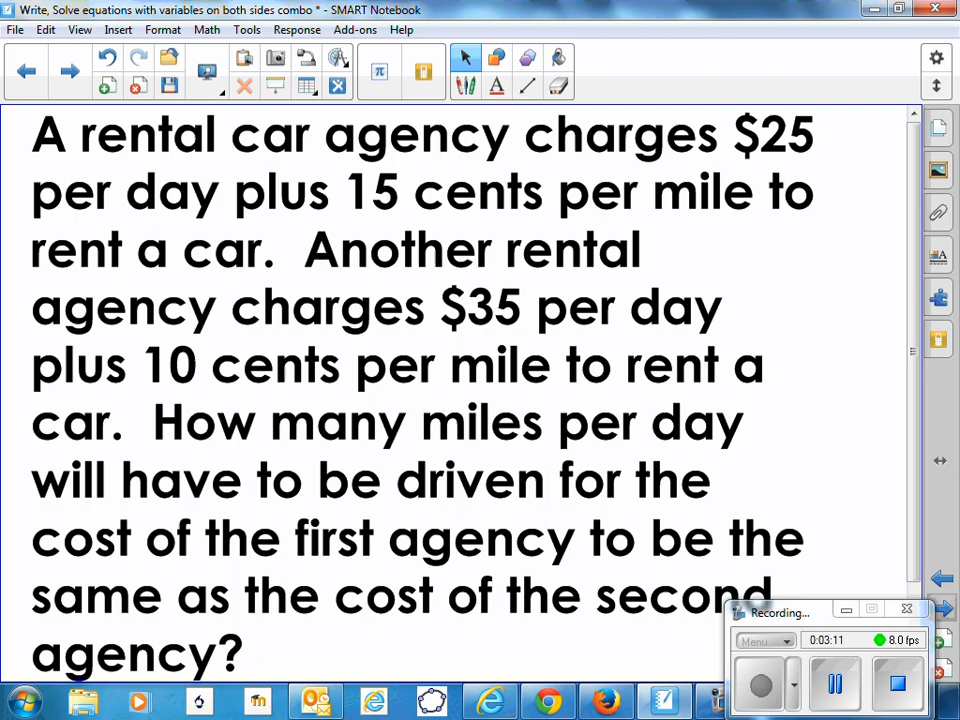 Write, Solve equations with variables on both sides combo * - SMART Notebook
File Edit View Insert Format Math Tools Response Add-ons Help
A rental car agency charges $25
per day plus 15 cents per mile to
rent a car. Another rental
agency charges $35 per day
plus 10 cents per mile to rent a
car. How many miles per day
will have to be driven for the
cost of the first agency to be the
same as the cost of the second
agency?
Recording...
Menu 0:03:11 8.0 fps